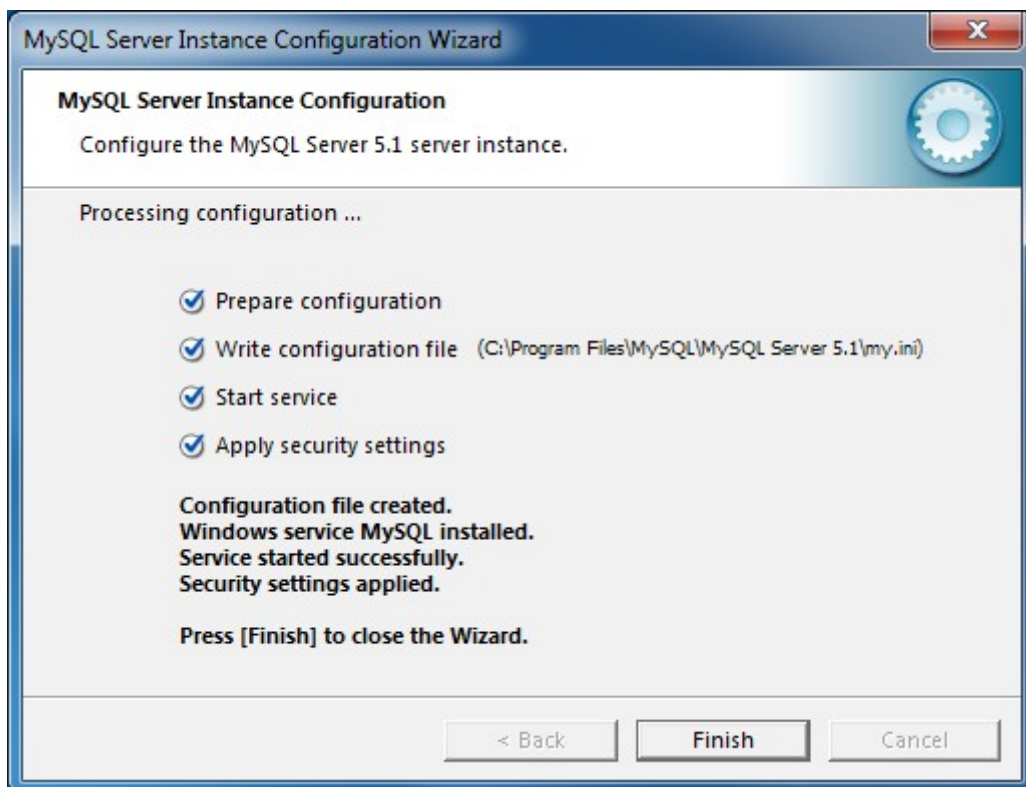 MySQL Server Instance Configuration Wizard
MySQL Server Instance Configuration
Configure the MySQL Server 5.1 server instance.
Processing configuration ...
Prepare configuration
Write configuration file (C:\Program Files\MySQL\MySQL Server 5.1\my.ini)
Start service
Apply security settings
Configuration file created.
Windows service MySQL installed.
Service started successfully.
Security settings applied.
Press [Finish] to close the Wizard.
< Back Finish Cancel